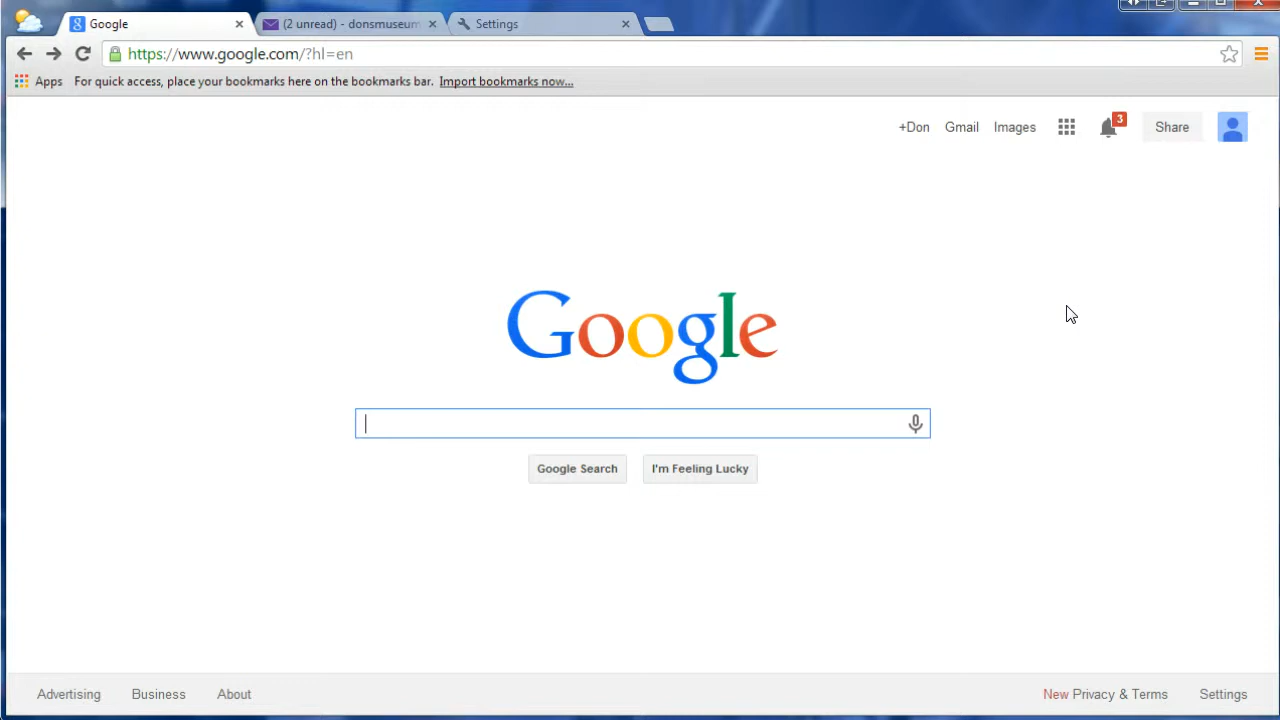 Google
(2 unread) - donsmuseum
Settings
https://www.google.com/?hl=en
Apps For quick access, place your bookmarks here on the bookmarks bar. Import bookmarks now...
+Don Gmail Images 3 Share
Google
Google Search I'm Feeling Lucky
Advertising Business About New Privacy & Terms Settings